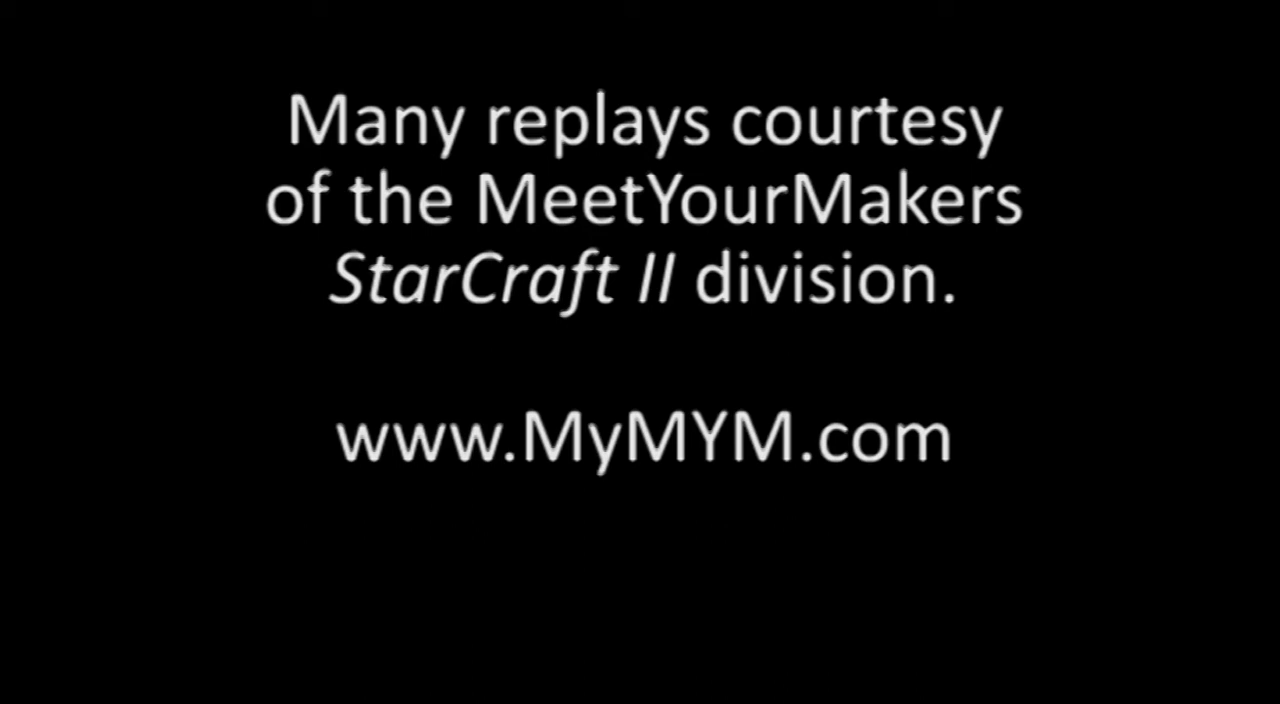 Many replays courtesy
of the MeetYourMakers
StarCraft II division.
www.MyMYM.com